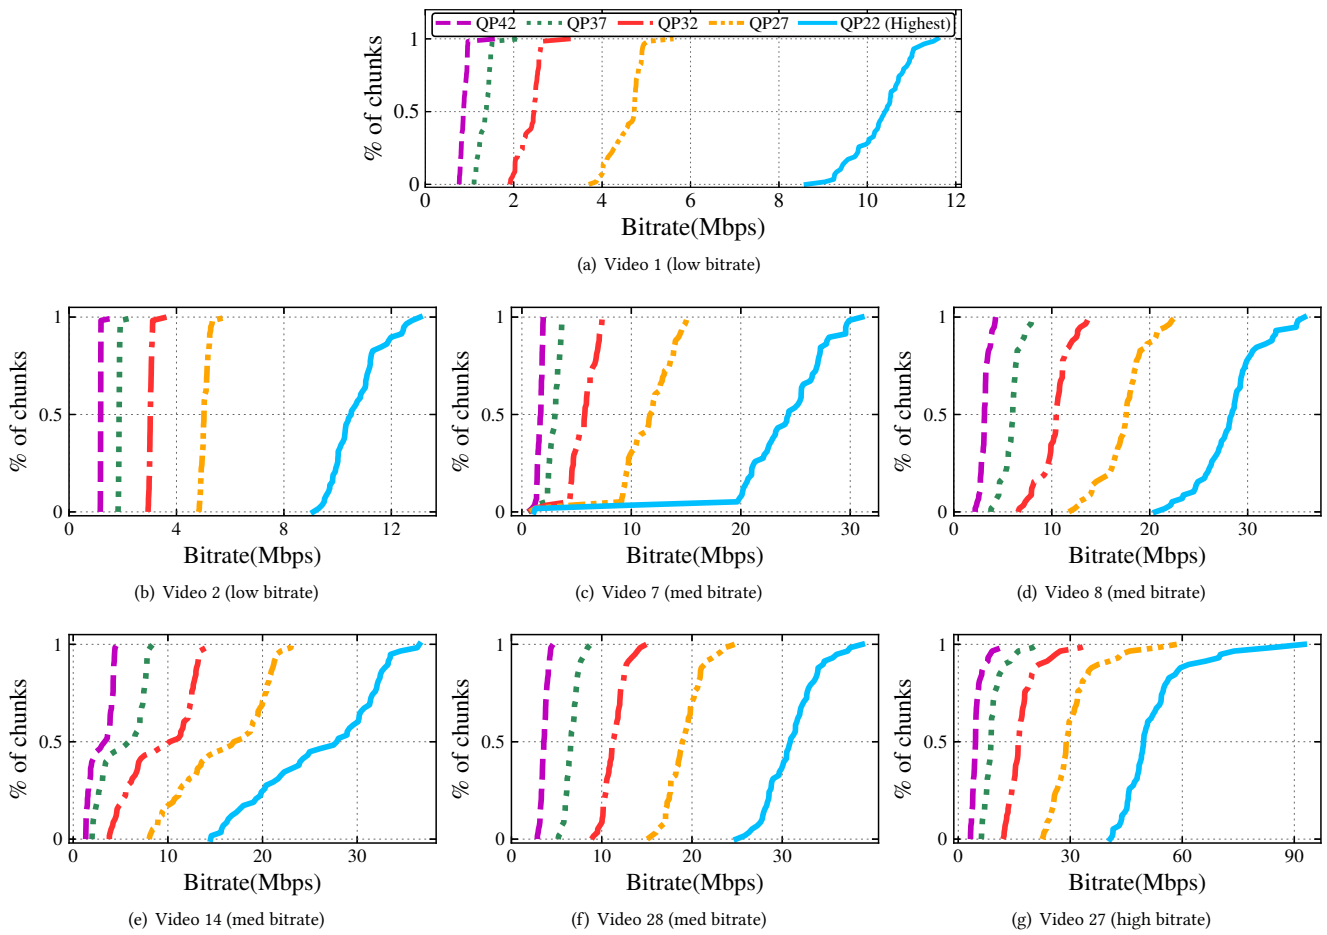 QP42 QP37 QP32 QP27 QP22 (Highest)
% of chunks
1
0.5
0
0 2 4 6 8 10 12
Bitrate(Mbps)
(a) Video 1 (low bitrate)
% of chunks
1
0.5
0
0 4 8 12
Bitrate(Mbps)
(b) Video 2 (low bitrate)
% of chunks
1
0.5
0
0 10 20 30
Bitrate(Mbps)
(c) Video 7 (med bitrate)
% of chunks
1
0.5
0
0 10 20 30
Bitrate(Mbps)
(d) Video 8 (med bitrate)
% of chunks
1
0.5
0
0 10 20 30
Bitrate(Mbps)
(e) Video 14 (med bitrate)
% of chunks
1
0.5
0
0 10 20 30
Bitrate(Mbps)
(f) Video 28 (med bitrate)
% of chunks
1
0.5
0
0 30 60 90
Bitrate(Mbps)
(g) Video 27 (high bitrate)